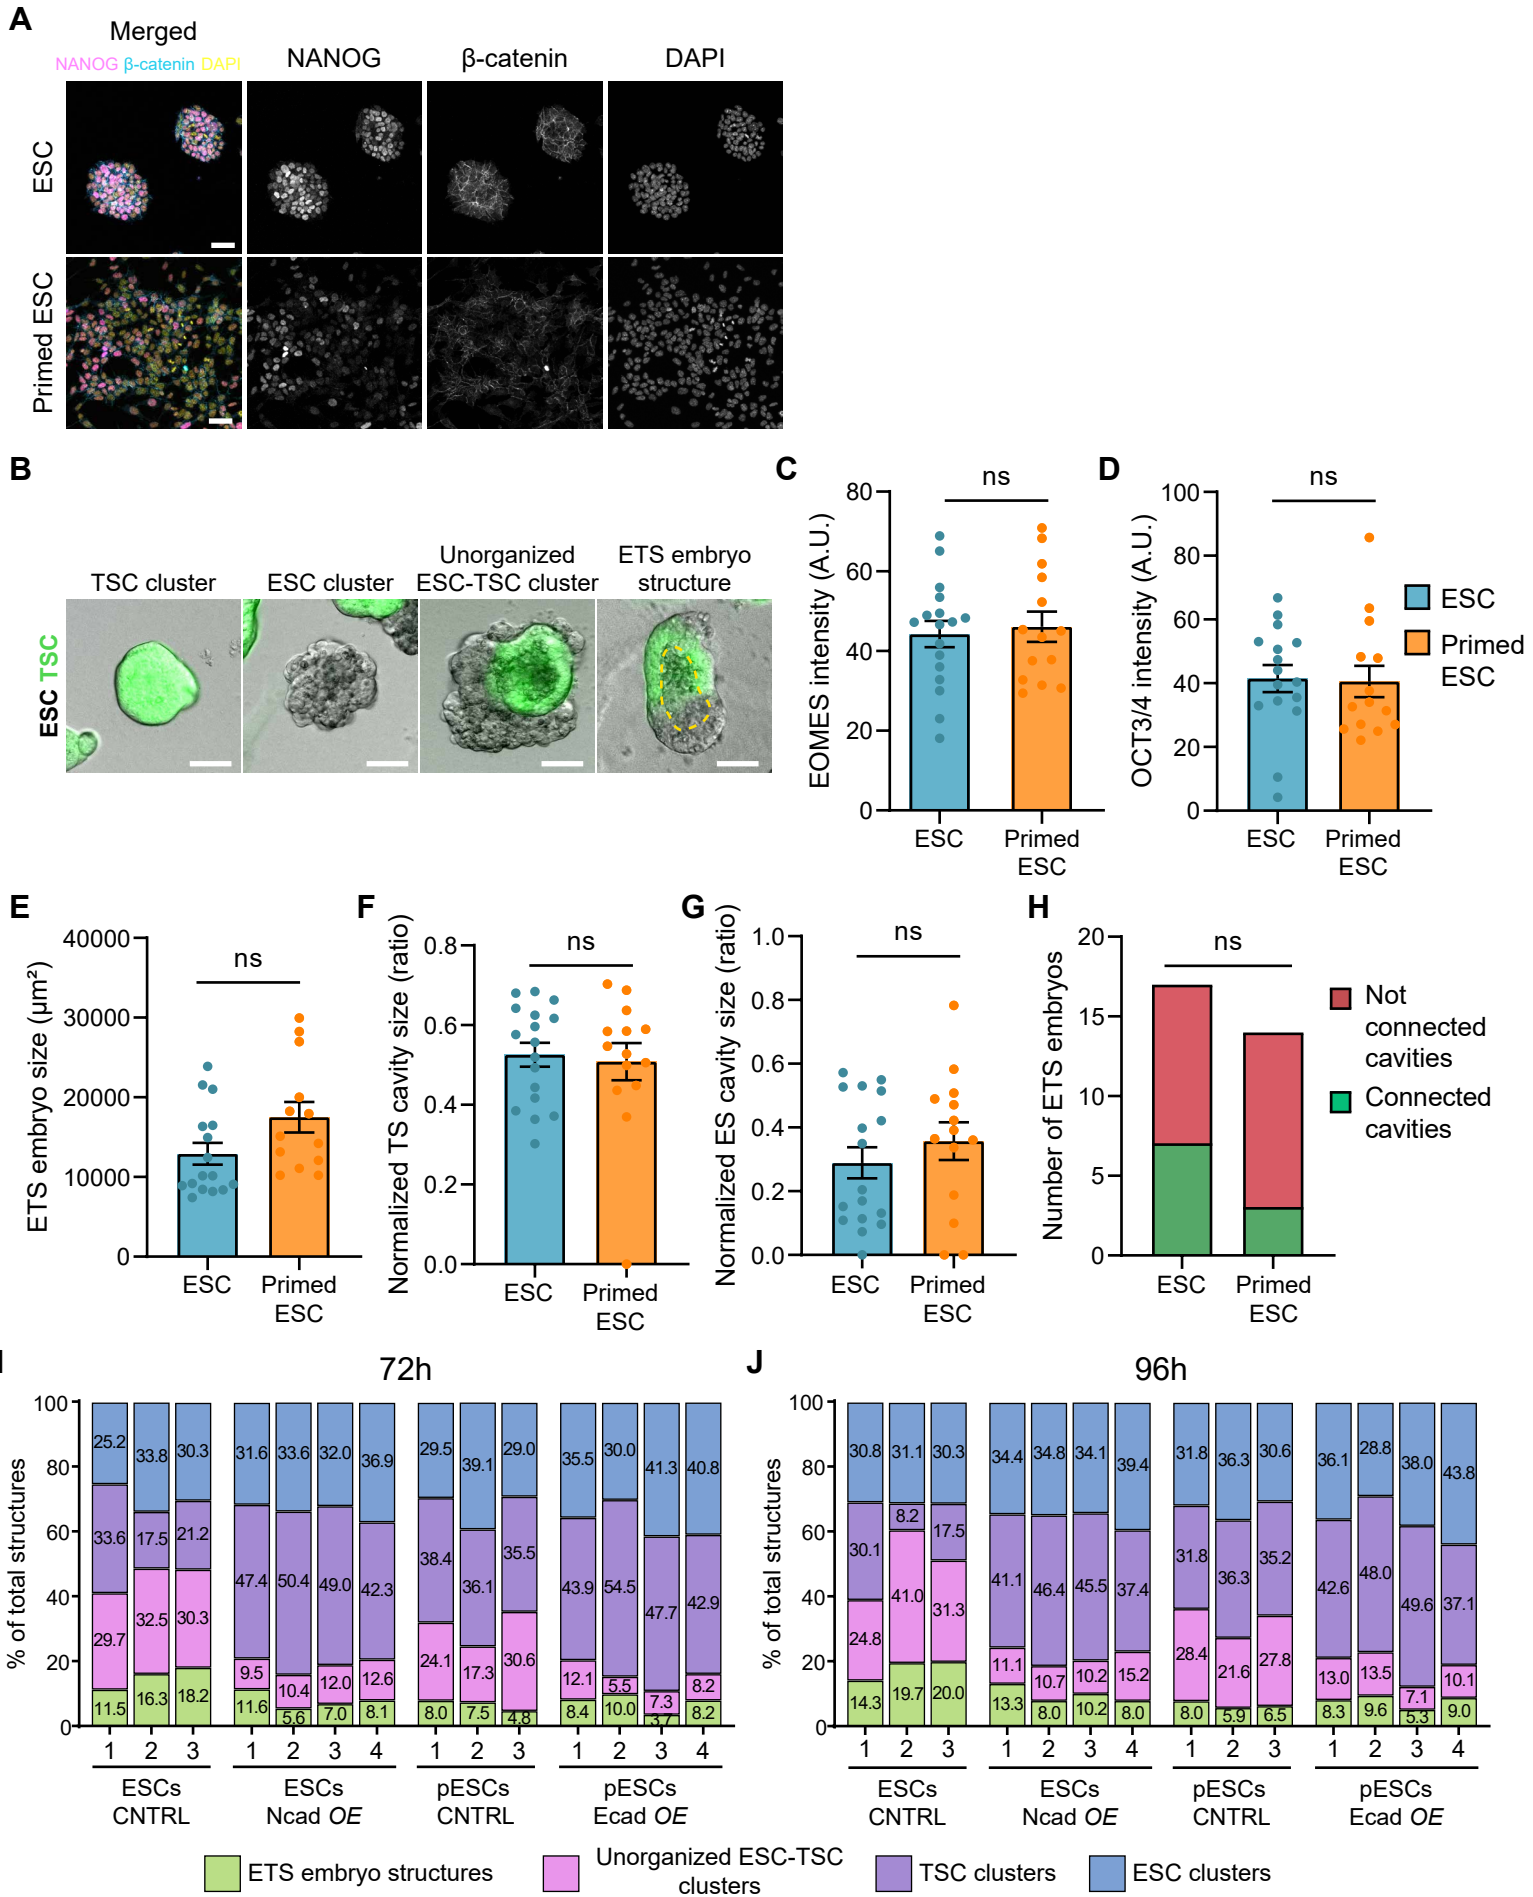 A
Merged
NANOG β-catenin DAPI
NANOG
β-catenin
DAPI
ESC
Primed ESC
B
ESC TSC
TSC cluster
ESC cluster
Unorganized
ESC-TSC cluster
ETS embryo
structure
C
EOMES intensity (A.U.)
80
60
40
20
0
ns
ESC
Primed
ESC
D
OCT3/4 intensity (A.U.)
100
80
60
40
20
0
ns
ESC
Primed
ESC
ESC
Primed
ESC
E
ETS embryo size (µm²)
40000
30000
20000
10000
0
ns
ESC
Primed
ESC
F
Normalized TS cavity size (ratio)
0.8
0.6
0.4
0.2
0.0
ns
ESC
Primed
ESC
G
Normalized ES cavity size (ratio)
1.0
0.8
0.6
0.4
0.2
0.0
ns
ESC
Primed
ESC
H
Number of ETS embryos
20
15
10
5
0
ns
ESC
Primed
ESC
Not
connected
cavities
Connected
cavities
72h
% of total structures
100
80
60
40
20
0
25.2 33.8 30.3 31.6 33.6 32.0 36.9 29.5 39.1 29.0 35.5 30.0 41.3 40.8
33.6 17.5 21.2 47.4 50.4 49.0 42.3 38.4 36.1 35.5 43.9 54.5 47.7 42.9
29.7 32.5 30.3 9.5 10.4 12.0 12.6 24.1 17.3 30.6 12.1 5.5 7.3 8.2
11.5 16.3 18.2 11.6 5.6 7.0 8.1 8.0 7.5 4.8 8.4 10.0 3.7 8.2
1 2 3 1 2 3 4 1 2 3 1 2 3 4
ESCs
CNTRL
ESCs
Ncad OE
pESCs
CNTRL
pESCs
Ecad OE
J
96h
% of total structures
100
80
60
40
20
0
30.8 31.1 30.3 34.4 34.8 34.1 39.4 31.8 36.3 30.6 36.1 28.8 38.0 43.8
30.1 8.2 17.5 41.1 46.4 45.5 37.4 31.8 36.3 35.2 42.6 48.0 49.6 37.1
24.8 41.0 31.3 11.1 10.7 10.2 15.2 28.4 21.6 27.8 13.0 13.5 7.1 10.1
14.3 19.7 20.0 13.3 8.0 10.2 8.0 8.0 5.9 6.5 8.3 9.6 5.3 9.0
1 2 3 1 2 3 4 1 2 3 1 2 3 4
ESCs
CNTRL
ESCs
Ncad OE
pESCs
CNTRL
pESCs
Ecad OE
ETS embryo structures
Unorganized ESC-TSC
clusters
TSC clusters
ESC clusters